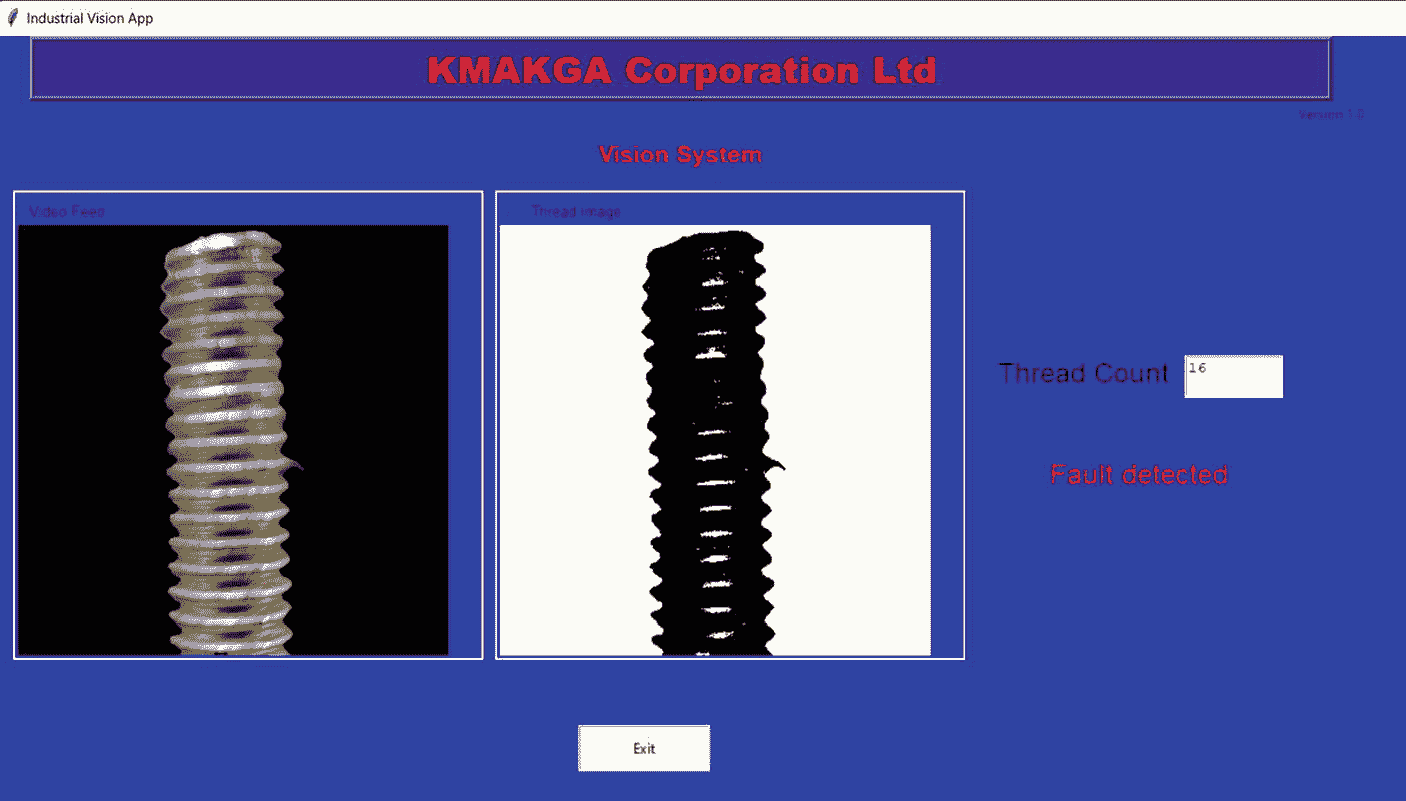 Industrial Vision App
KMAKGA Corporation Ltd
Version 1.0
Vision System
Video Feed
Thread image
Thread Count 16
Fault detected
Exit